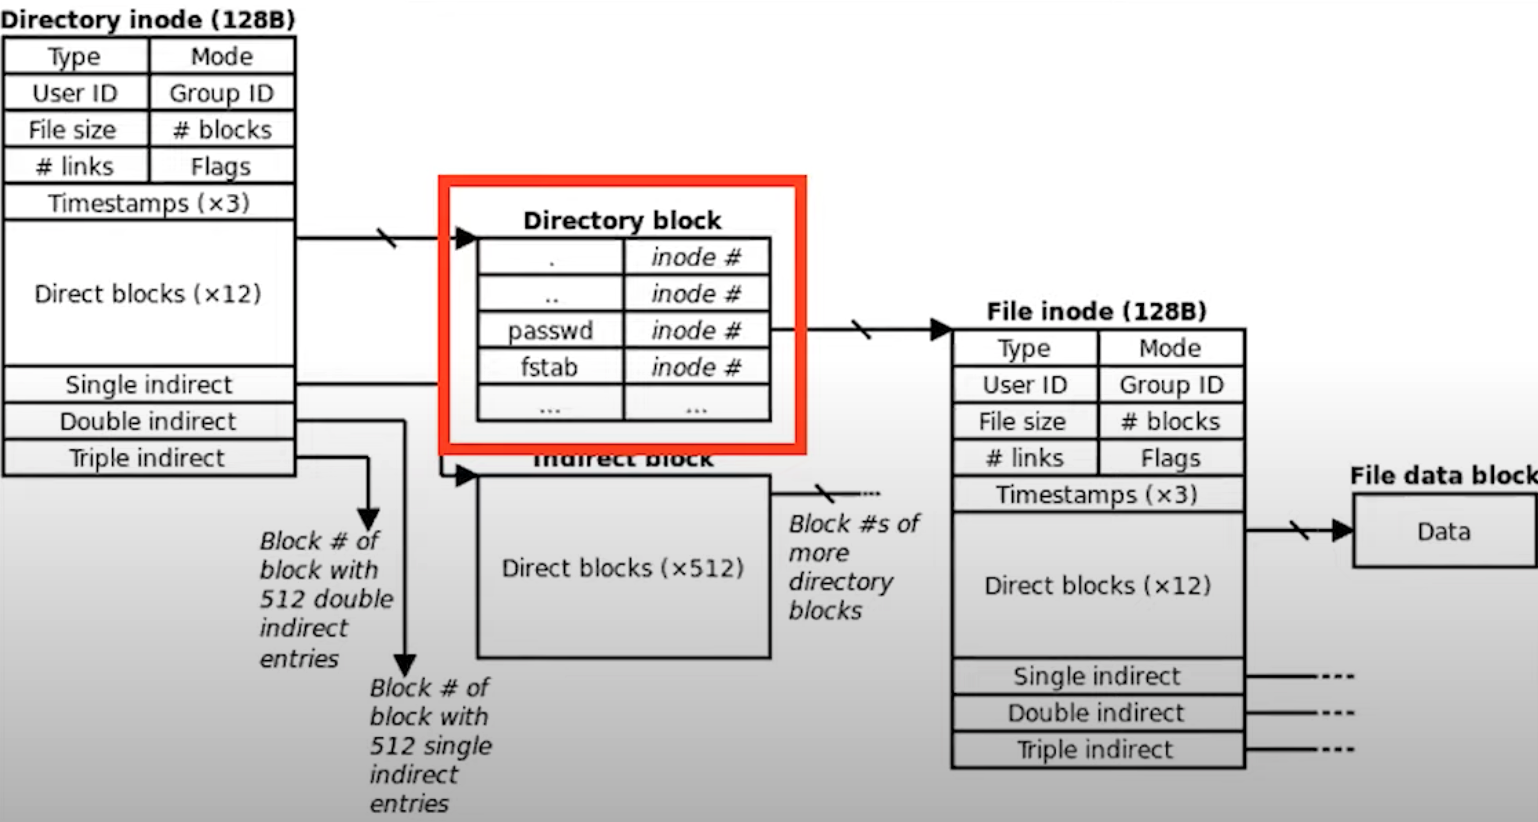 Directory inode (128B)
Type Mode
User ID Group ID
File size # blocks
# links Flags
Timestamps (×3)
Direct blocks (×12)
Single indirect
Double indirect
Triple indirect
Block # of
block with
512 double
indirect
entries
Block # of
block with
512 single
indirect
entries
Directory block
. inode #
.. inode #
passwd inode #
fstab inode #
... ...
Indirect block
Direct blocks (×512)
Block #s of
more
directory
blocks
File inode (128B)
Type Mode
User ID Group ID
File size # blocks
# links Flags
Timestamps (×3)
Direct blocks (×12)
Single indirect
Double indirect
Triple indirect
File data block
Data